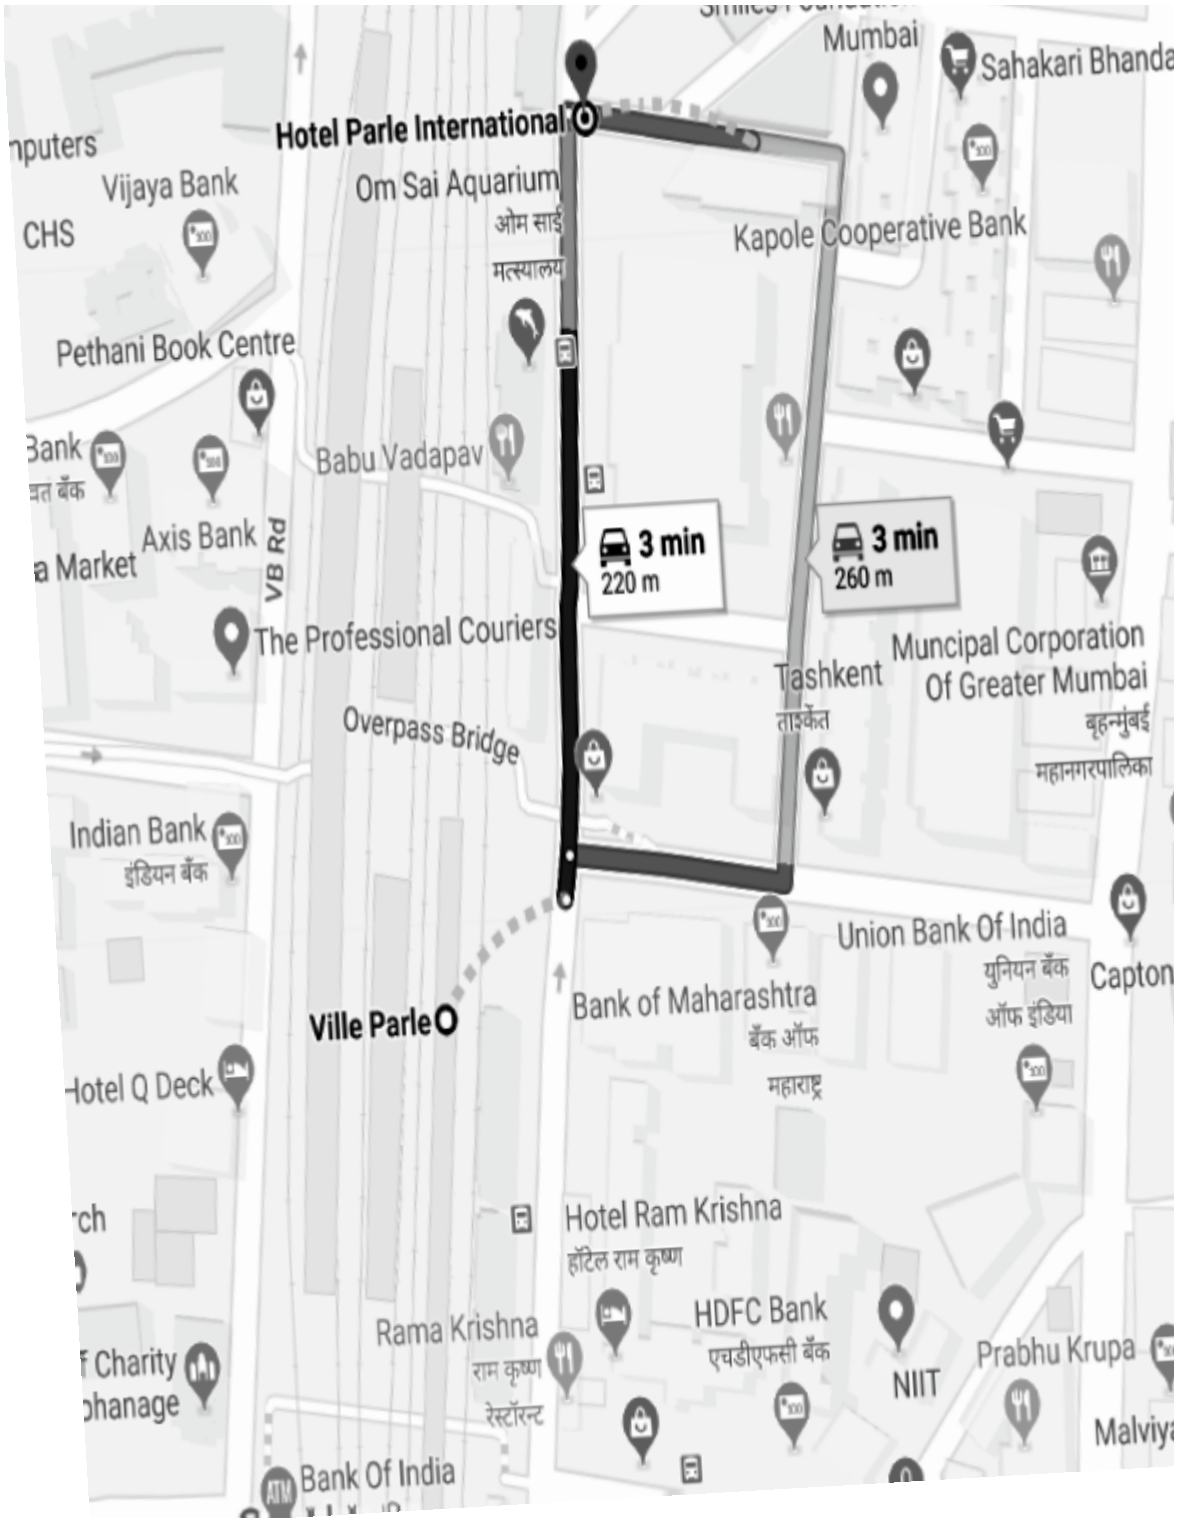 Mumbai
Sahakari Bhanda
Hotel Parle International
nputers
Om Sai Aquarium
ओम साई
मत्स्यालय
Vijaya Bank
CHS
Kapole Cooperative Bank
Pethani Book Centre
Bank
Babu Vadapav
Axis Bank
a Market
VB Rd
3 min
220 m
3 min
260 m
The Professional Couriers
Muncipal Corporation
Of Greater Mumbai
बृहन्मुंबई
महानगरपालिका
Tashkent
ताश्केंत
Overpass Bridge
Indian Bank
इंडियन बँक
Union Bank Of India
युनियन बँक
ऑफ इंडिया
Capton
Bank of Maharashtra
बँक ऑफ
महाराष्ट्र
Ville Parle
Hotel Q Deck
rch
Hotel Ram Krishna
हॉटेल राम कृष्ण
HDFC Bank
एचडीएफसी बँक
Rama Krishna
राम कृष्ण
रेस्टॉरन्ट
NIIT
Prabhu Krupa
f Charity
phanage
Malviya
Bank Of India
ATM